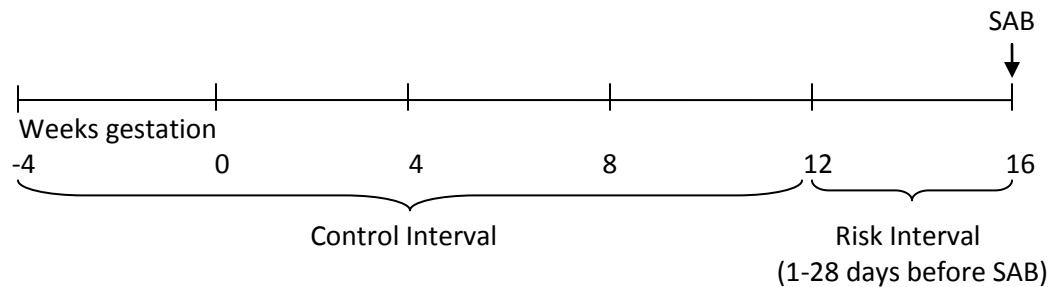 SAB
Weeks gestation
-4 0 4 8 12 16
Control Interval
Risk Interval
(1-28 days before SAB)